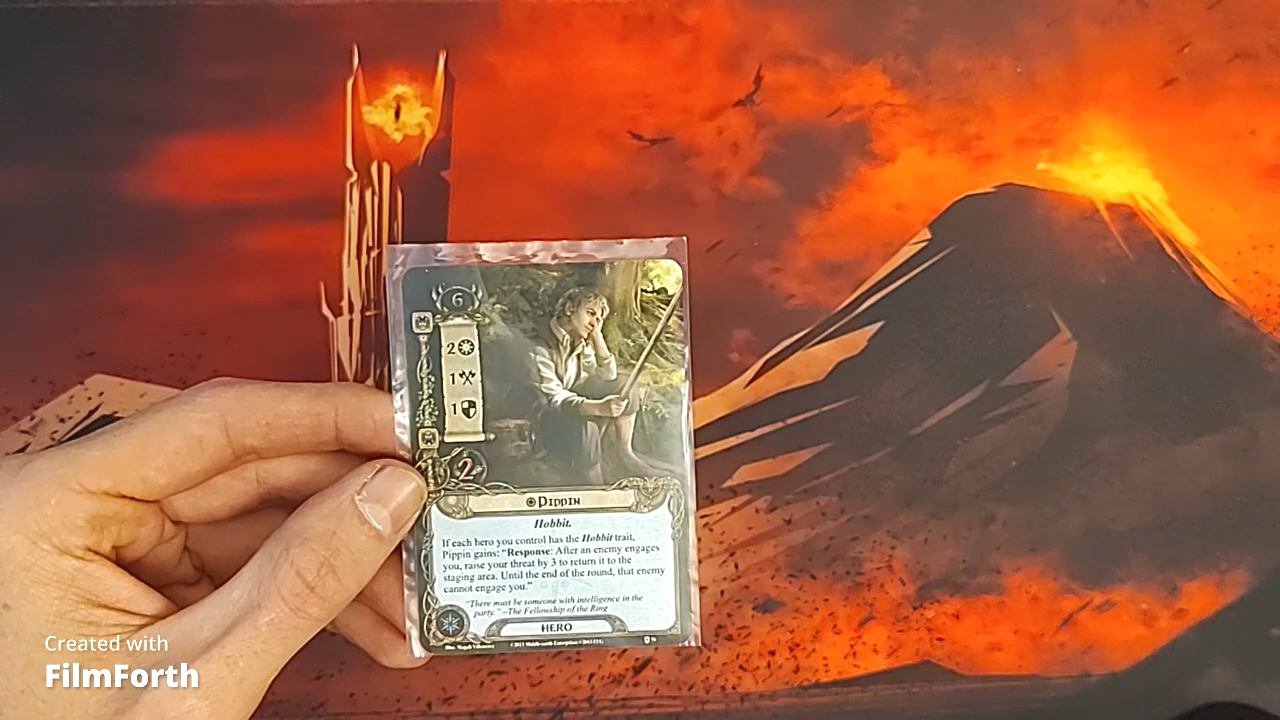 6
2
1
1
2
Pippin
Hobbit.
If each hero you control has the Hobbit trait,
Pippin gains: "Response: After an enemy engages
you, raise your threat by 3 to return it to the
staging area. Until the end of the round, that enemy
cannot engage you."
"There must be someone with intelligence in the
party." –The Fellowship of the Ring
HERO
Illus. Magali Villeneuve
Created with
FilmForth